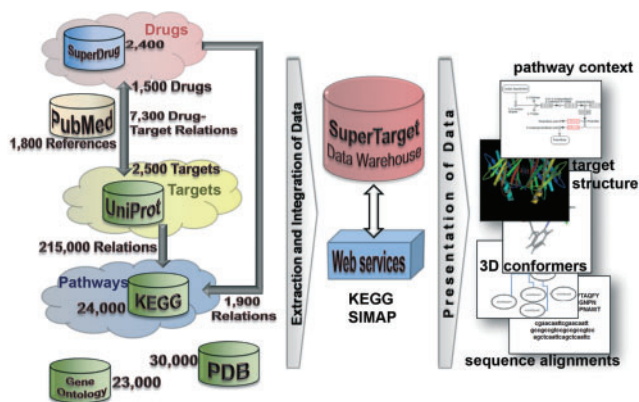 Drugs
SuperDrug
2,400
1,500 Drugs
PubMed
7,300 Drug-
Target Relations
1,800 References
2,500 Targets
Targets
UniProt
215,000 Relations
Pathways
KEGG
24,000
1,900
Relations
30,000
PDB
Gene
Ontology
23,000
Extraction and Integration of Data
SuperTarget
Data Warehouse
Web services
KEGG
SIMAP
Presentation of Data
pathway context
target
structure
3D conformers
TAQFY
GNPN
PNAMT
cgaacaattcgaacaatt
agctcaattcagctcaattc
sequence alignments